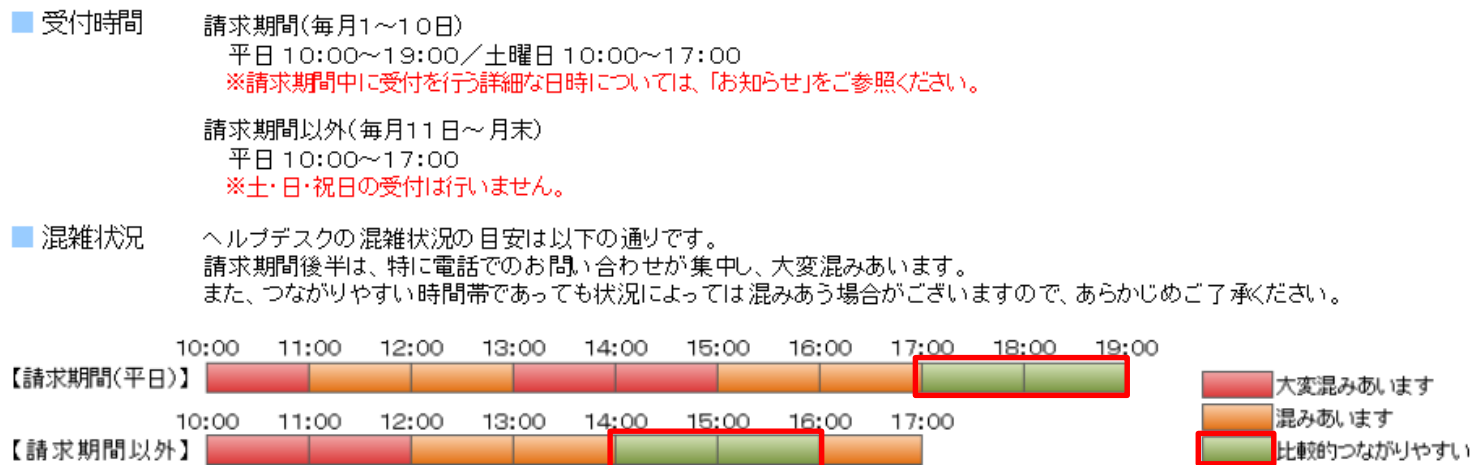 ■ 受付時間 請求期間(毎月1～10日)
平日10:00～19:00／土曜日10:00～17:00
※請求期間中に受付を行う詳細な日時については、「お知らせ」をご参照ください。
請求期間以外(毎月11日～月末)
平日10:00～17:00
※土・日・祝日の受付は行いません。
■ 混雑状況 ヘルプデスクの混雑状況の目安は以下の通りです。
請求期間後半は、特に電話でのお問い合わせが集中し、大変混みあいます。
また、つながりやすい時間帯であっても状況によっては混みあう場合がございますので、あらかじめご了承ください。
10:00 11:00 12:00 13:00 14:00 15:00 16:00 17:00 18:00 19:00
【請求期間(平日)】
大変混みあいます
10:00 11:00 12:00 13:00 14:00 15:00 16:00 17:00
混みあいます
【請求期間以外】
比較的つながりやすい